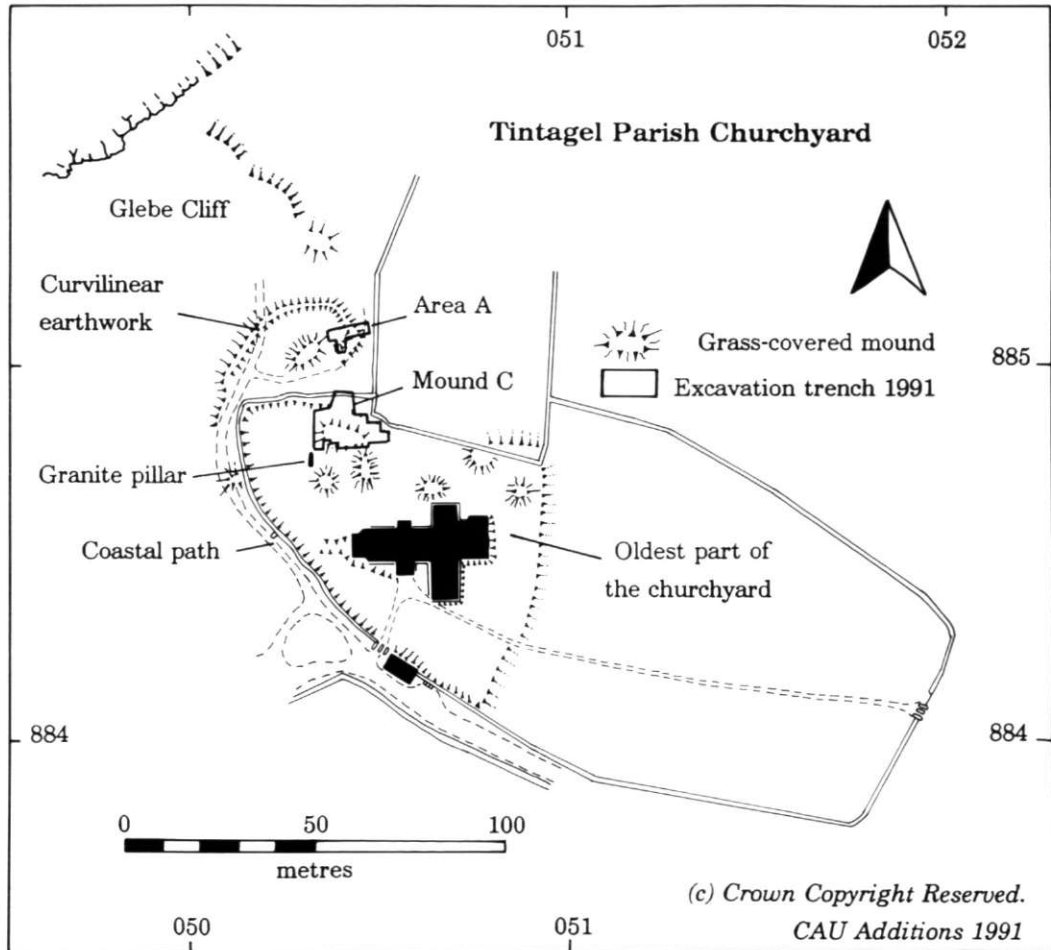 051
052
Tintagel Parish Churchyard
Glebe Cliff
Curvilinear
earthwork
Area A
Grass-covered mound
885
Mound C
Excavation trench 1991
Granite pillar
Coastal path
Oldest part of
the churchyard
884
884
0
50
100
metres
(c) Crown Copyright Reserved.
050
051
CAU Additions 1991